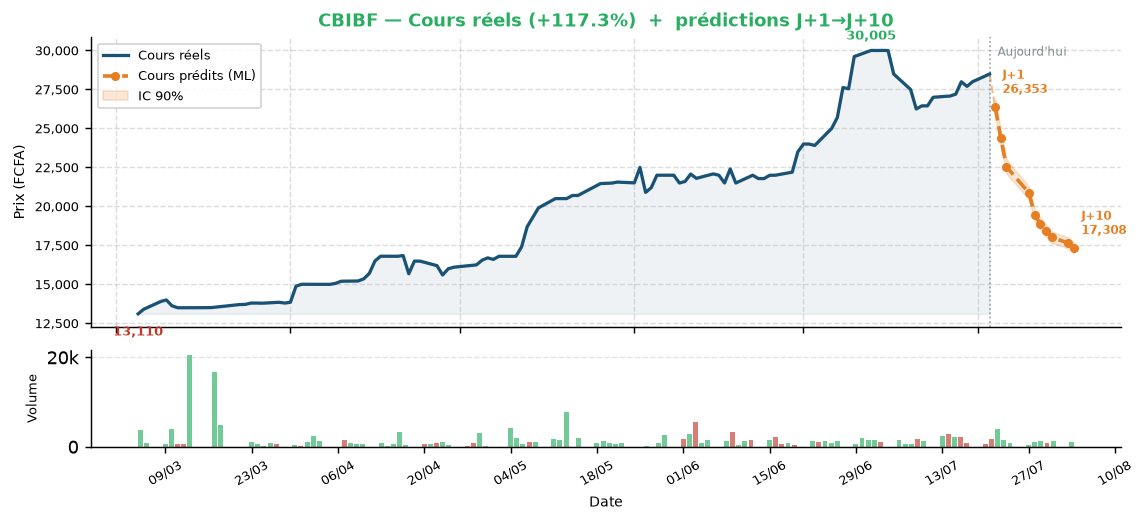 CBIBF — Cours réels (+117.3%)  +  prédictions J+1→J+10
30,005
Aujourd'hui
Cours réels
Cours prédits (ML)
IC 90%
J+1
26,353
J+10
17,308
13,110
Prix (FCFA)
30,000
27,500
25,000
22,500
20,000
17,500
15,000
12,500
Volume
20k
0
09/03
23/03
06/04
20/04
04/05
18/05
01/06
15/06
29/06
13/07
27/07
10/08
Date